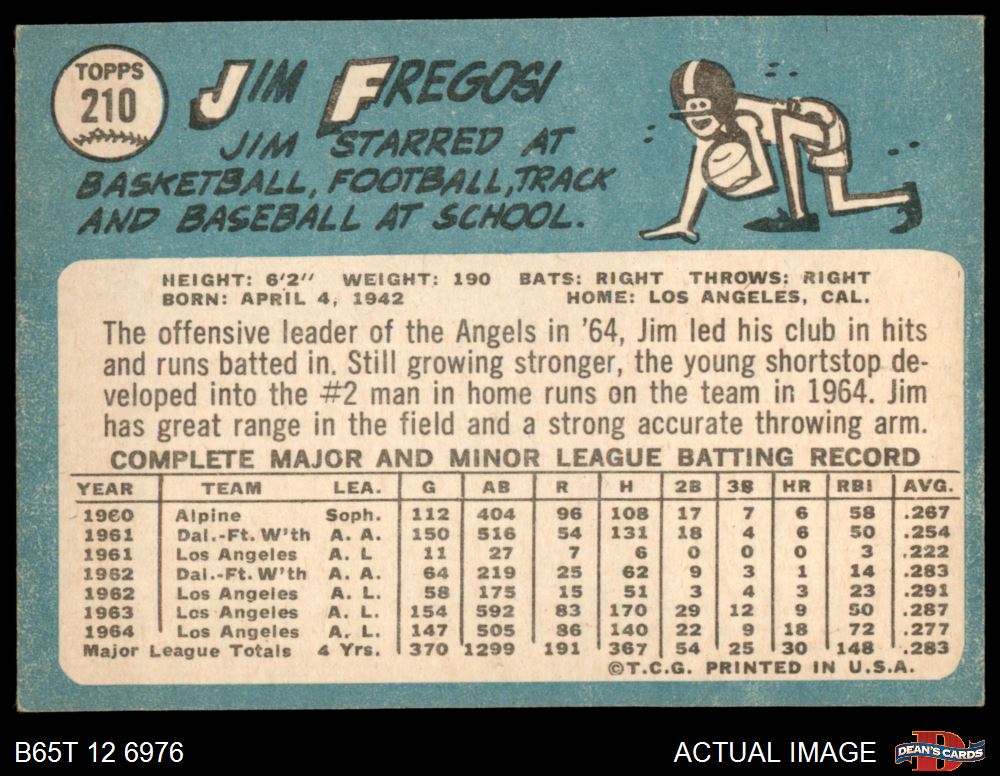 TOPPS
210
JIM FREGOSI
JIM STARRED AT
BASKETBALL, FOOTBALL, TRACK
AND BASEBALL AT SCHOOL.
HEIGHT: 6'2" WEIGHT: 190 BATS: RIGHT THROWS: RIGHT
BORN: APRIL 4, 1942 HOME: LOS ANGELES, CAL.
The offensive leader of the Angels in '64, Jim led his club in hits
and runs batted in. Still growing stronger, the young shortstop de-
veloped into the #2 man in home runs on the team in 1964. Jim
has great range in the field and a strong accurate throwing arm.
COMPLETE MAJOR AND MINOR LEAGUE BATTING RECORD
YEAR TEAM LEA. G AB R H 2B 3B HR RBI AVG.
1960 Alpine Soph. 112 404 96 108 17 7 6 58 .267
1961 Dal.-Ft. W'th A. A. 150 516 54 131 18 4 6 50 .254
1961 Los Angeles A. L 11 27 7 6 0 0 0 3 .222
1962 Dal.-Ft. W'th A. A. 64 219 25 62 9 3 1 14 .283
1962 Los Angeles A. L. 58 175 15 51 3 4 3 23 .291
1963 Los Angeles A. L. 154 592 83 170 29 12 9 50 .287
1964 Los Angeles A. L. 147 505 86 140 22 9 18 72 .277
Major League Totals 4 Yrs. 370 1299 191 367 54 25 30 148 .283
©T.C.G. PRINTED IN U.S.A.
B65T 12 6976 ACTUAL IMAGE DEAN'S CARDS